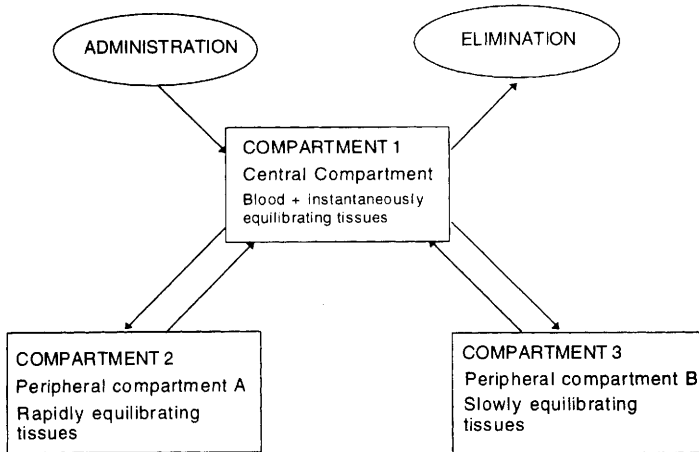 ADMINISTRATION
ELIMINATION
COMPARTMENT 1
Central Compartment
Blood + instantaneously
equilibrating tissues
COMPARTMENT 2
Peripheral compartment A
Rapidly equilibrating
tissues
COMPARTMENT 3
Peripheral compartment B
Slowly equilibrating
tissues